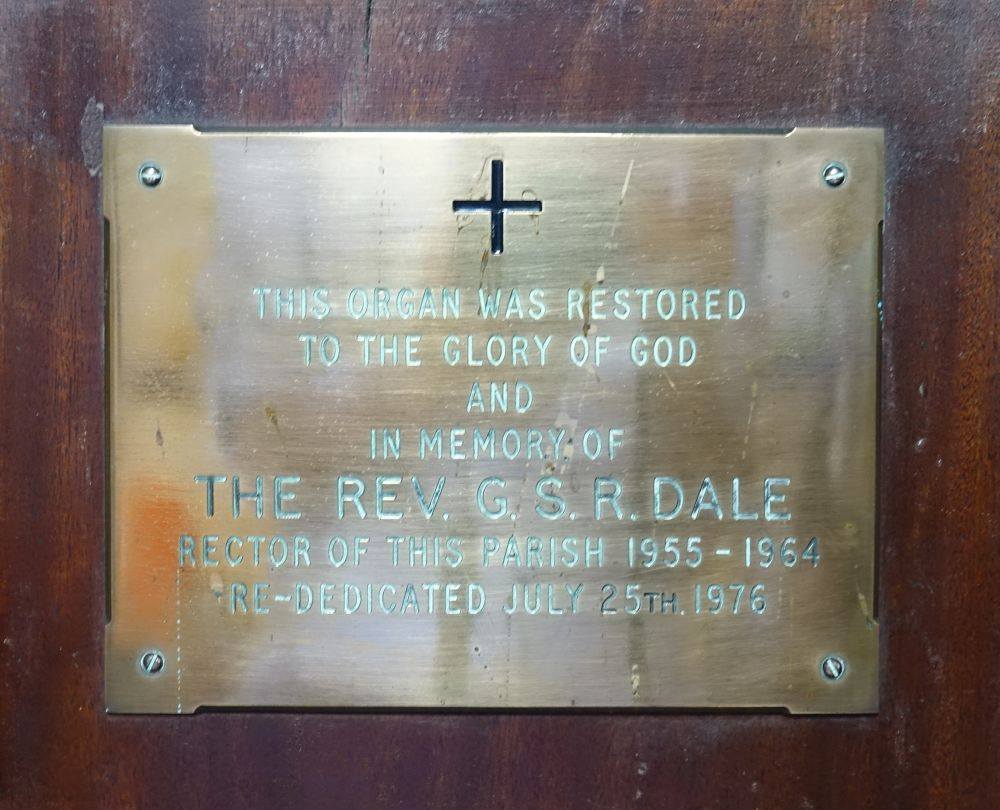 THIS ORGAN WAS RESTORED
TO THE GLORY OF GOD
AND
IN MEMORY OF
THE REV. G. S. R. DALE
RECTOR OF THIS PARISH 1955 - 1964
RE-DEDICATED JULY 25TH. 1976